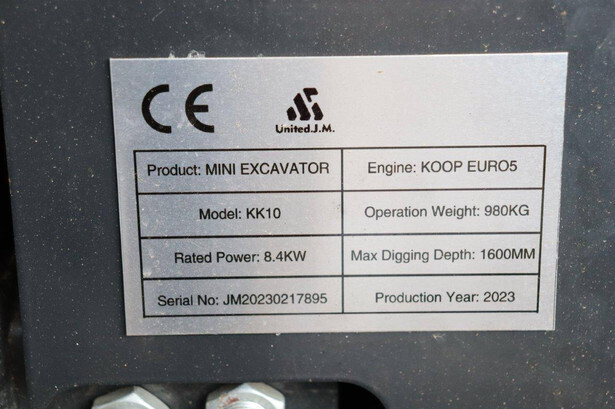 CE
United.J.M.
Product: MINI EXCAVATOR
Engine: KOOP EURO5
Model: KK10
Operation Weight: 980KG
Rated Power: 8.4KW
Max Digging Depth: 1600MM
Serial No: JM20230217895
Production Year: 2023